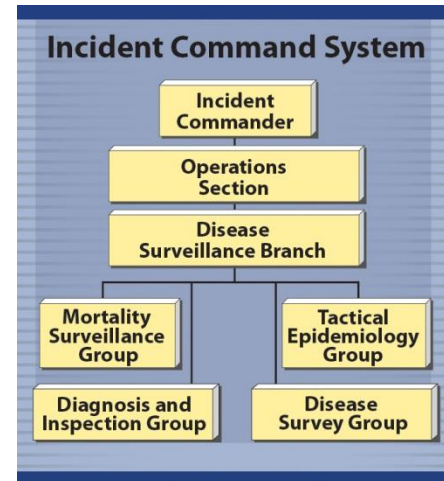 Incident Command System
Incident
Commander
Operations
Section
Disease
Surveillance Branch
Mortality
Surveillance
Group
Tactical
Epidemiology
Group
Diagnosis and
Inspection Group
Disease
Survey Group